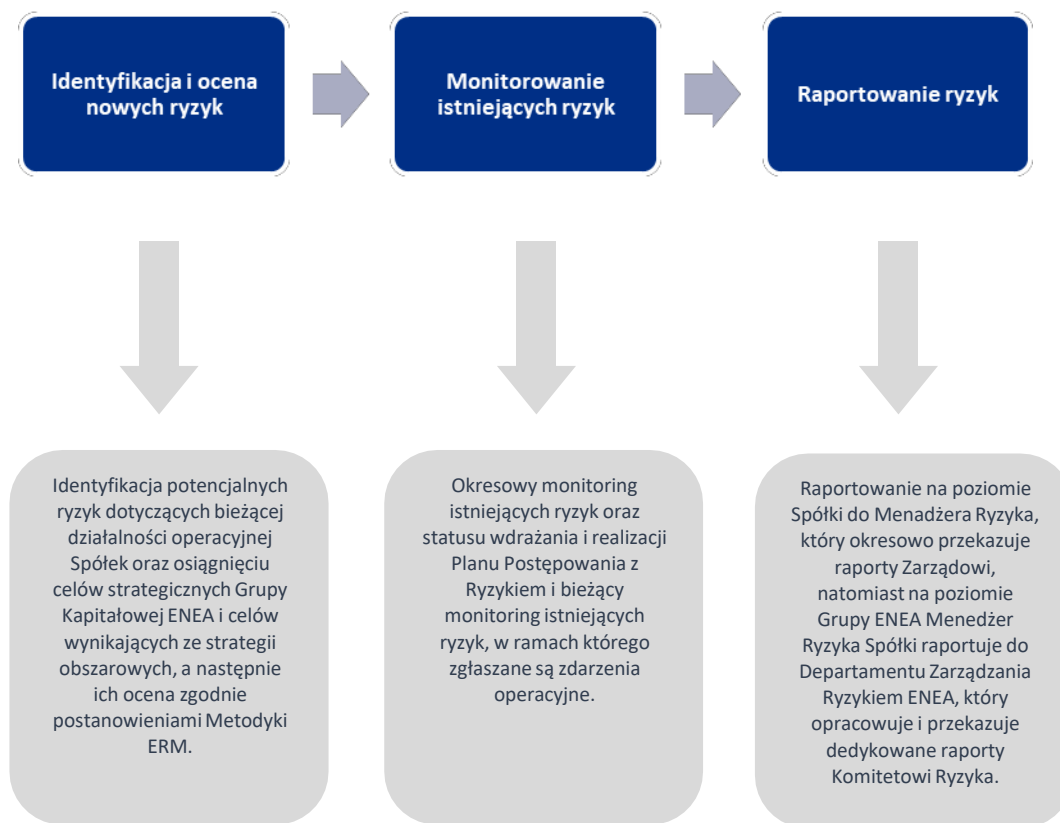 Identyfikacja i ocena
nowych ryzyk
Monitorowanie
istniejących ryzyk
Raportowanie ryzyk
Identyfikacja potencjalnych
ryzyk dotyczących bieżącej
działalności operacyjnej
Spółek oraz osiągnięciu
celów strategicznych Grupy
Kapitałowej ENEA i celów
wynikających ze strategii
obszarowych, a następnie
ich ocena zgodnie
postanowieniami Metodyki
ERM.
Okresowy monitoring
istniejących ryzyk oraz
statusu wdrażania i realizacji
Planu Postępowania z
Ryzykiem i bieżący
monitoring istniejących
ryzyk, w ramach którego
zgłaszane są zdarzenia
operacyjne.
Raportowanie na poziomie
Spółki do Menadżera Ryzyka,
który okresowo przekazuje
raporty Zarządowi,
natomiast na poziomie
Grupy ENEA Menedżer
Ryzyka Spółki raportuje do
Departamentu Zarządzania
Ryzykiem ENEA, który
opracowuje i przekazuje
dedykowane raporty
Komitetowi Ryzyka.